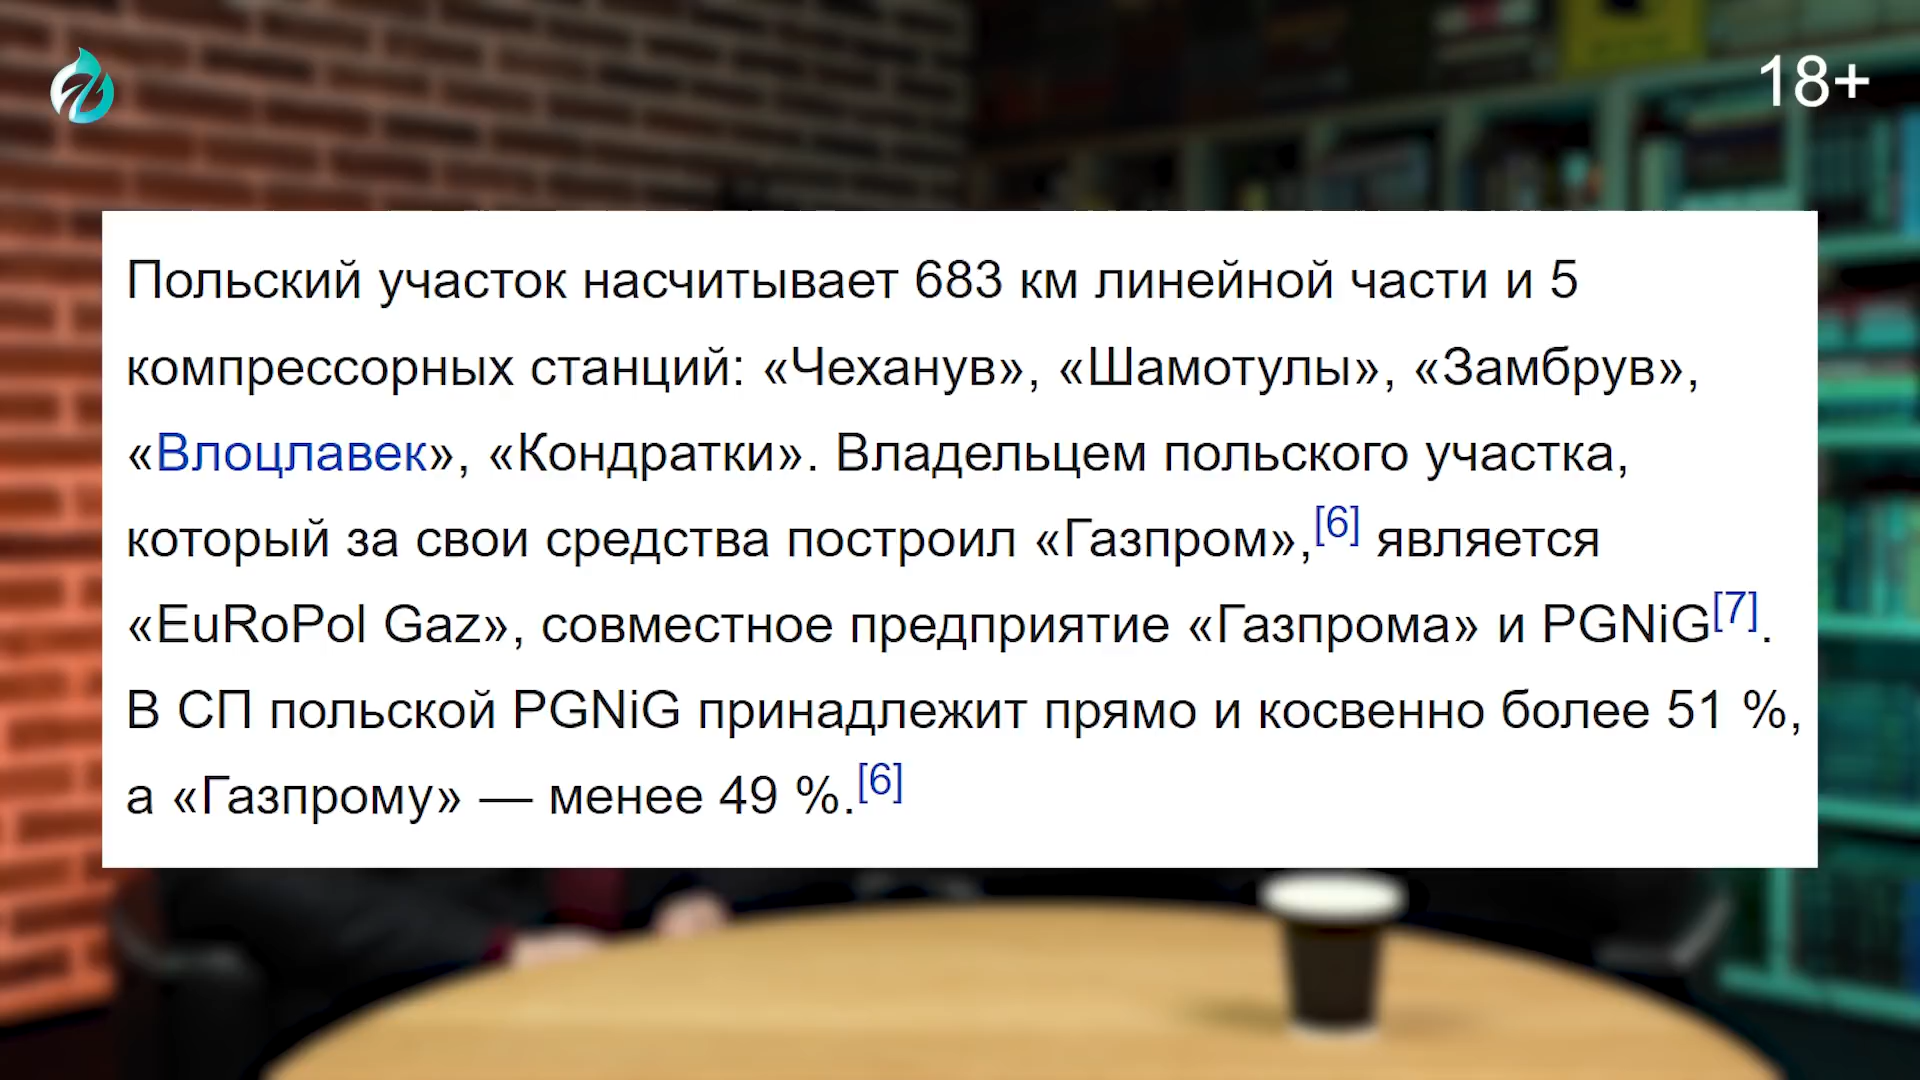 18+
Польский участок насчитывает 683 км линейной части и 5
компрессорных станций: «Чеханув», «Шамотулы», «Замбрув»,
«Влоцлавек», «Кондратки». Владельцем польского участка,
который за свои средства построил «Газпром»,[6] является
«EuRoPol Gaz», совместное предприятие «Газпрома» и PGNiG[7].
В СП польской PGNiG принадлежит прямо и косвенно более 51 %,
а «Газпрому» — менее 49 %.[6]